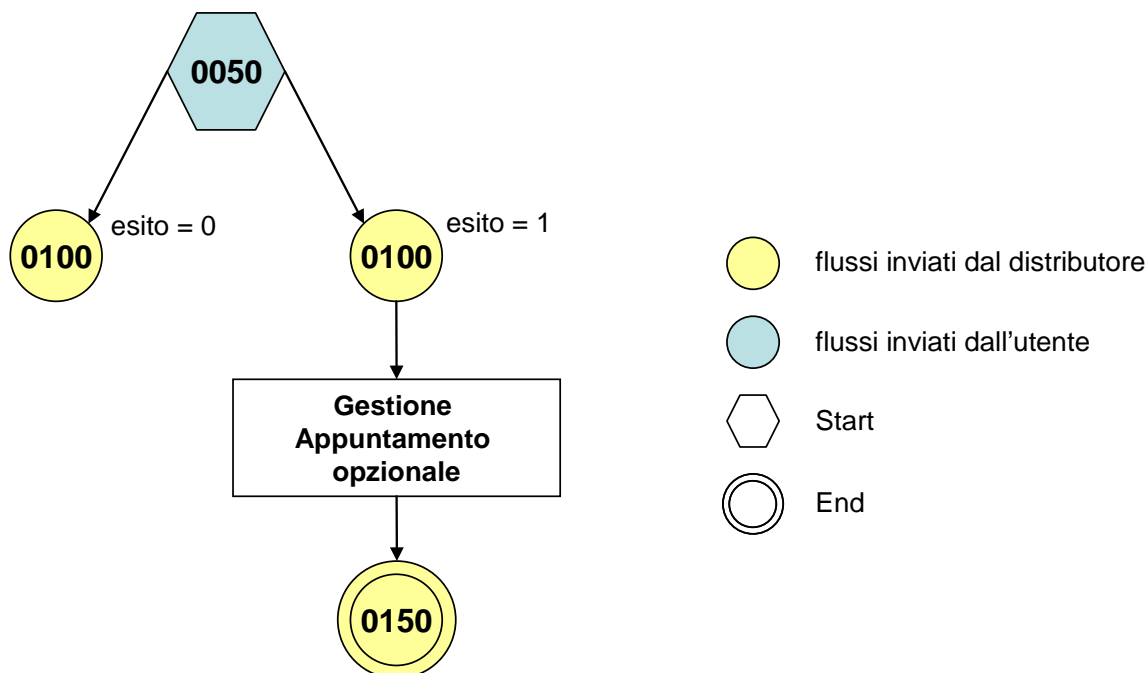 0050
esito = 0
esito = 1
0100
0100
Gestione
Appuntamento
opzionale
0150
flussi inviati dal distributore
flussi inviati dall'utente
Start
End